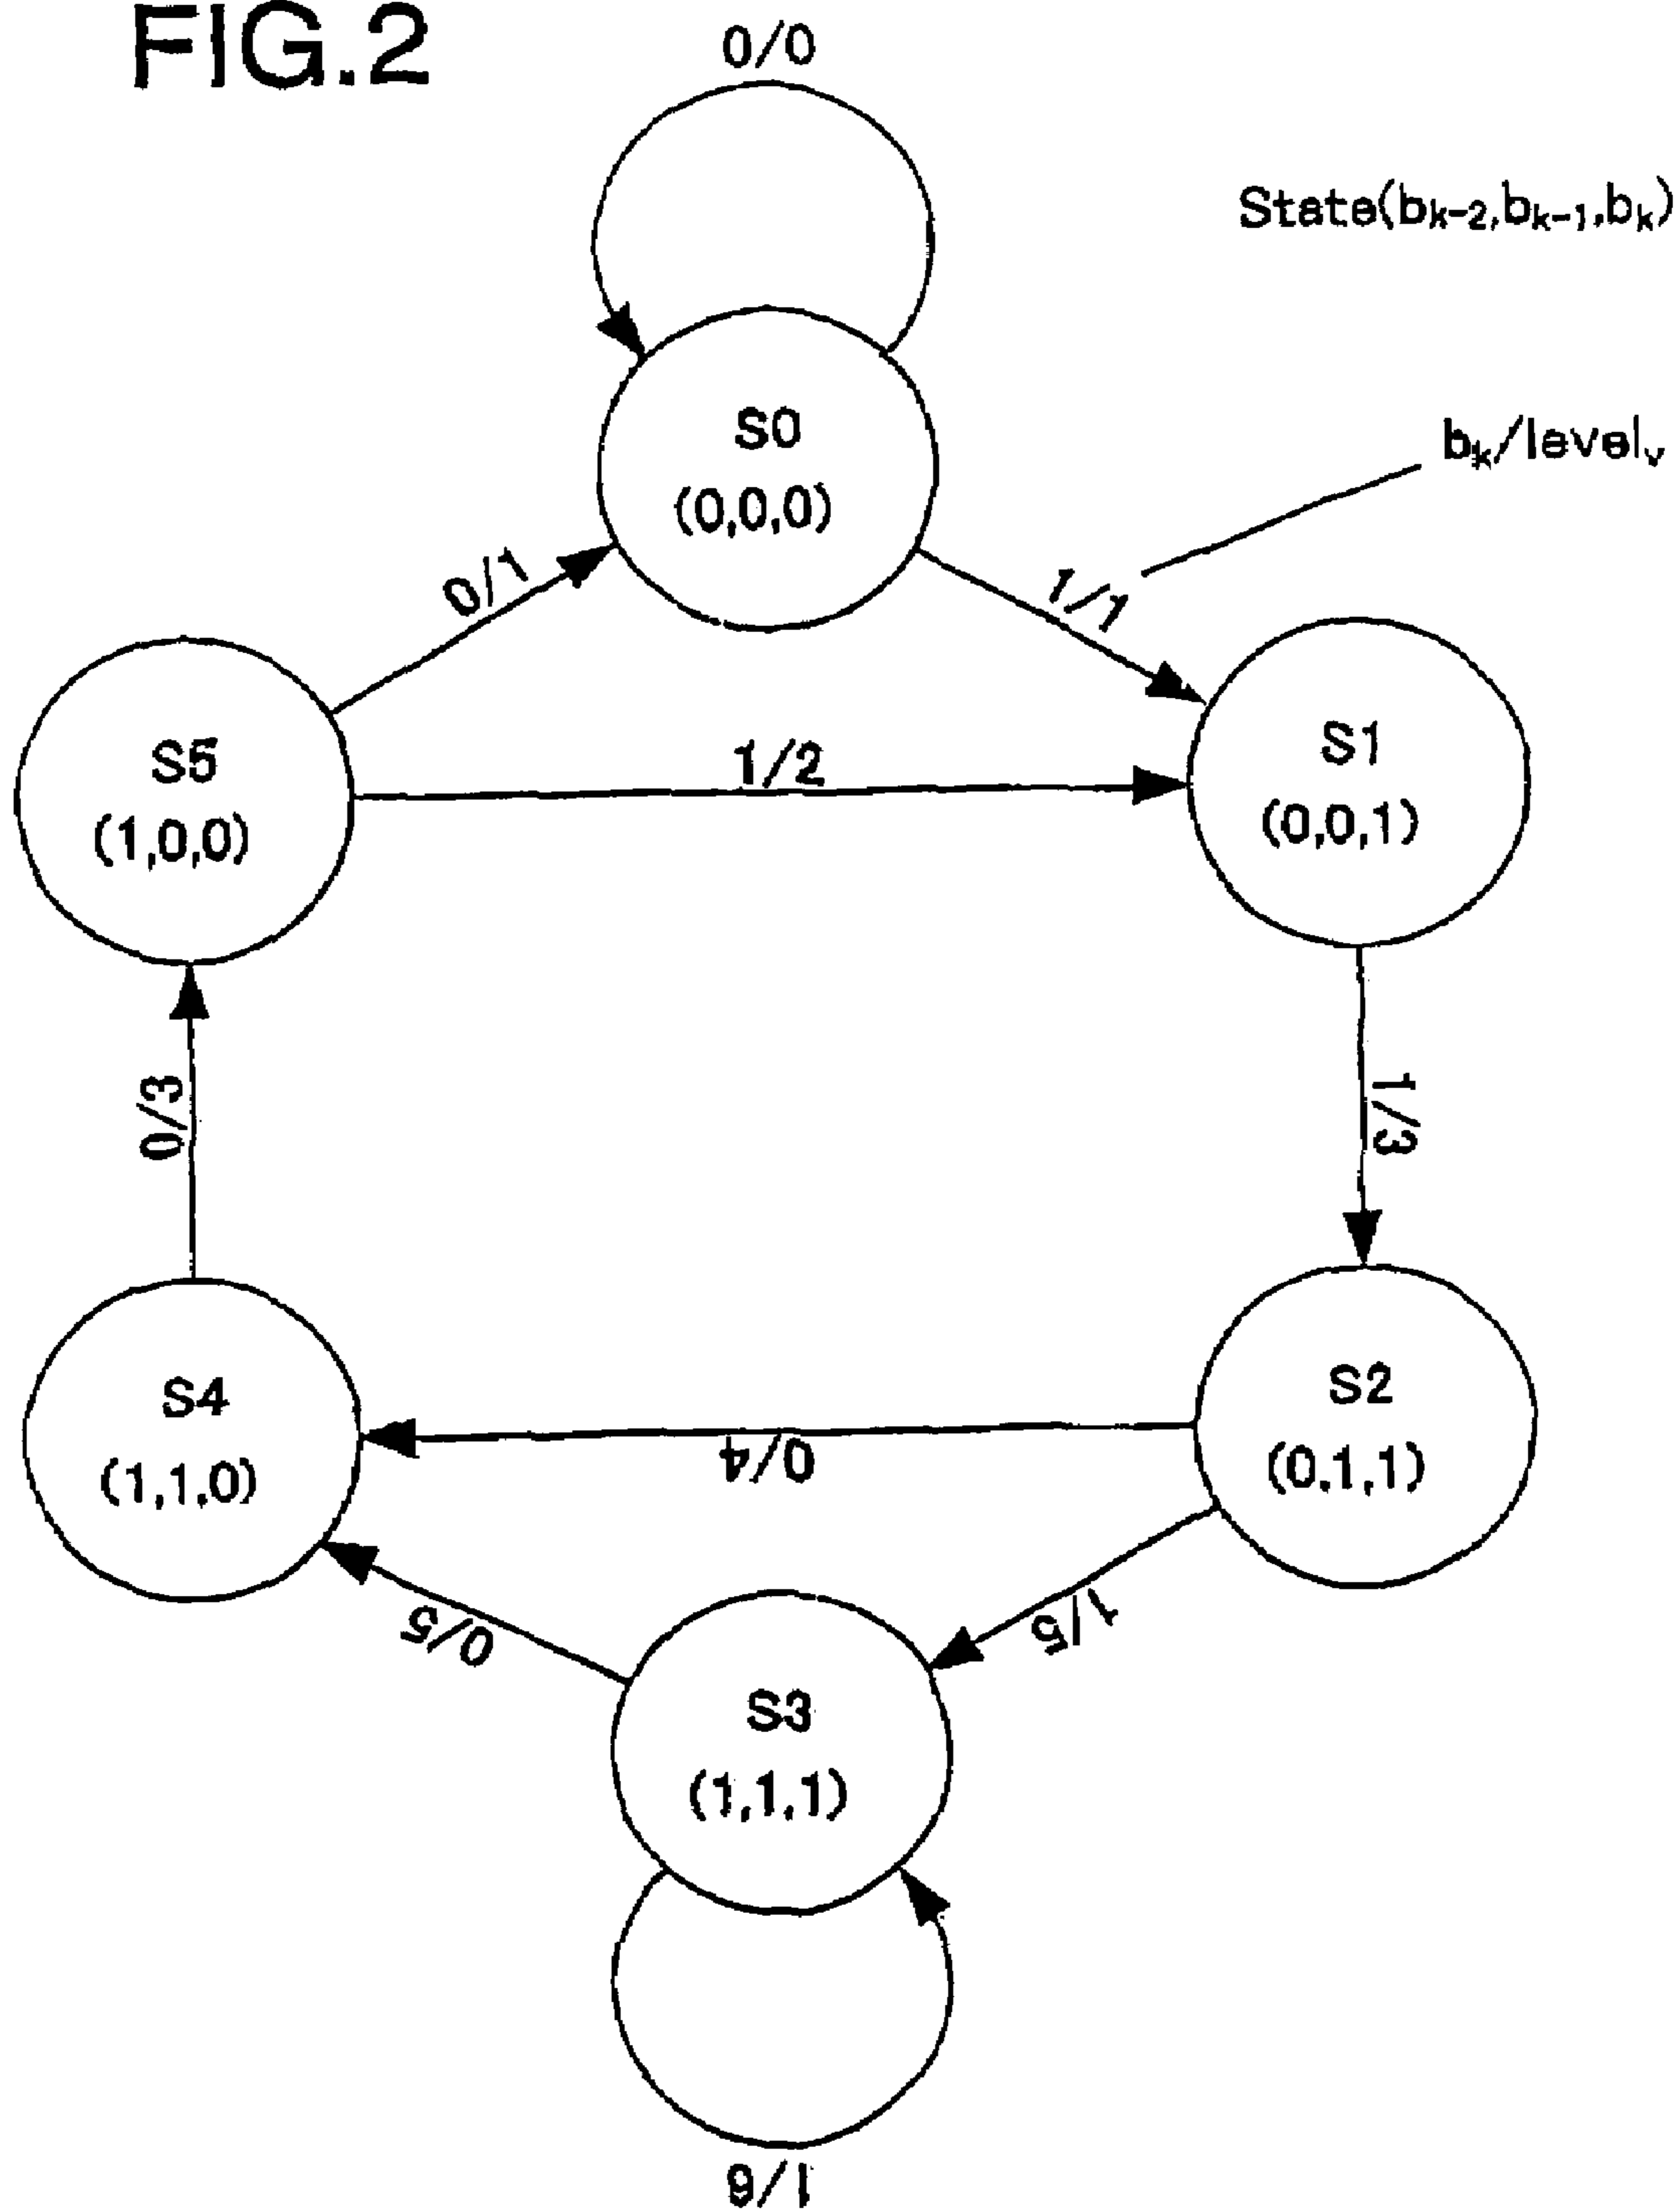 FIG.2
0/0
State(bk-2,bk-1,bk)
S0
(0,0,0)
bk/levelv
0/1
1/1
S5
(1,0,0)
1/2
S1
(0,0,1)
0/3
1/3
S4
(1,1,0)
0/4
S2
(0,1,1)
0/5
1/5
S3
(1,1,1)
1/6